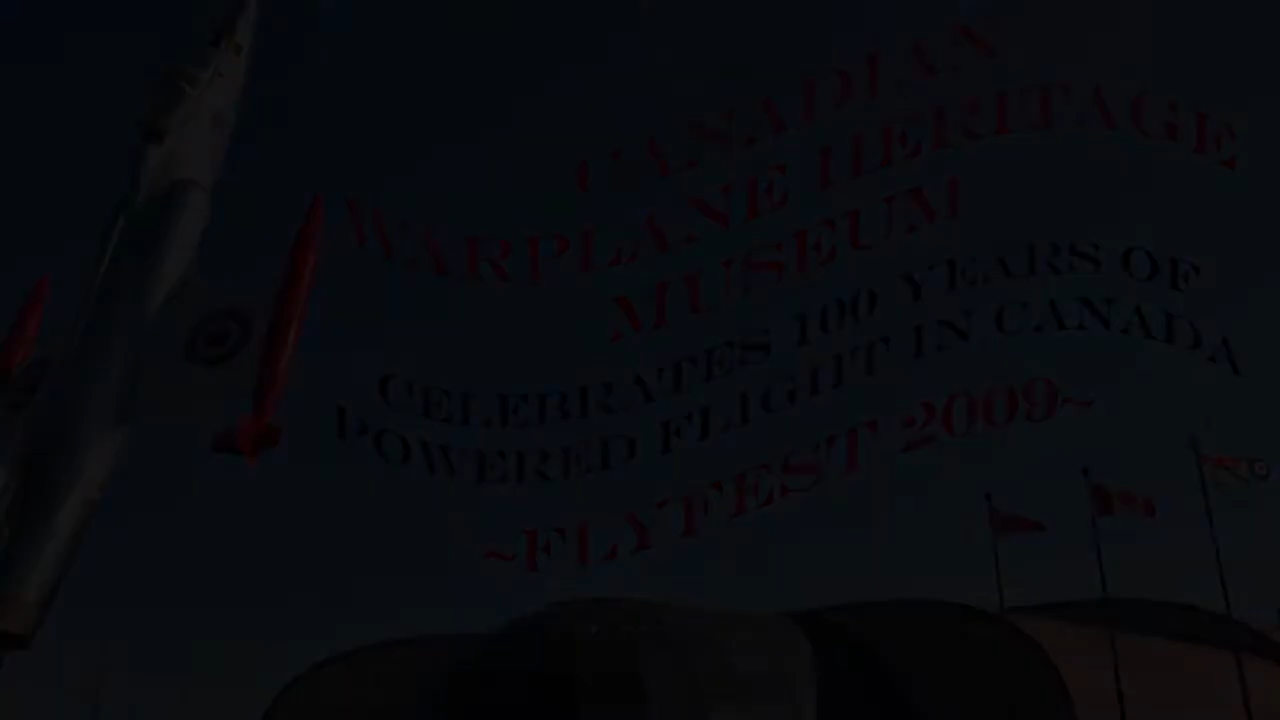 CANADIAN
WARPLANE HERITAGE
MUSEUM
CELEBRATES 100 YEARS OF
POWERED FLIGHT IN CANADA
~FLYFEST 2009~